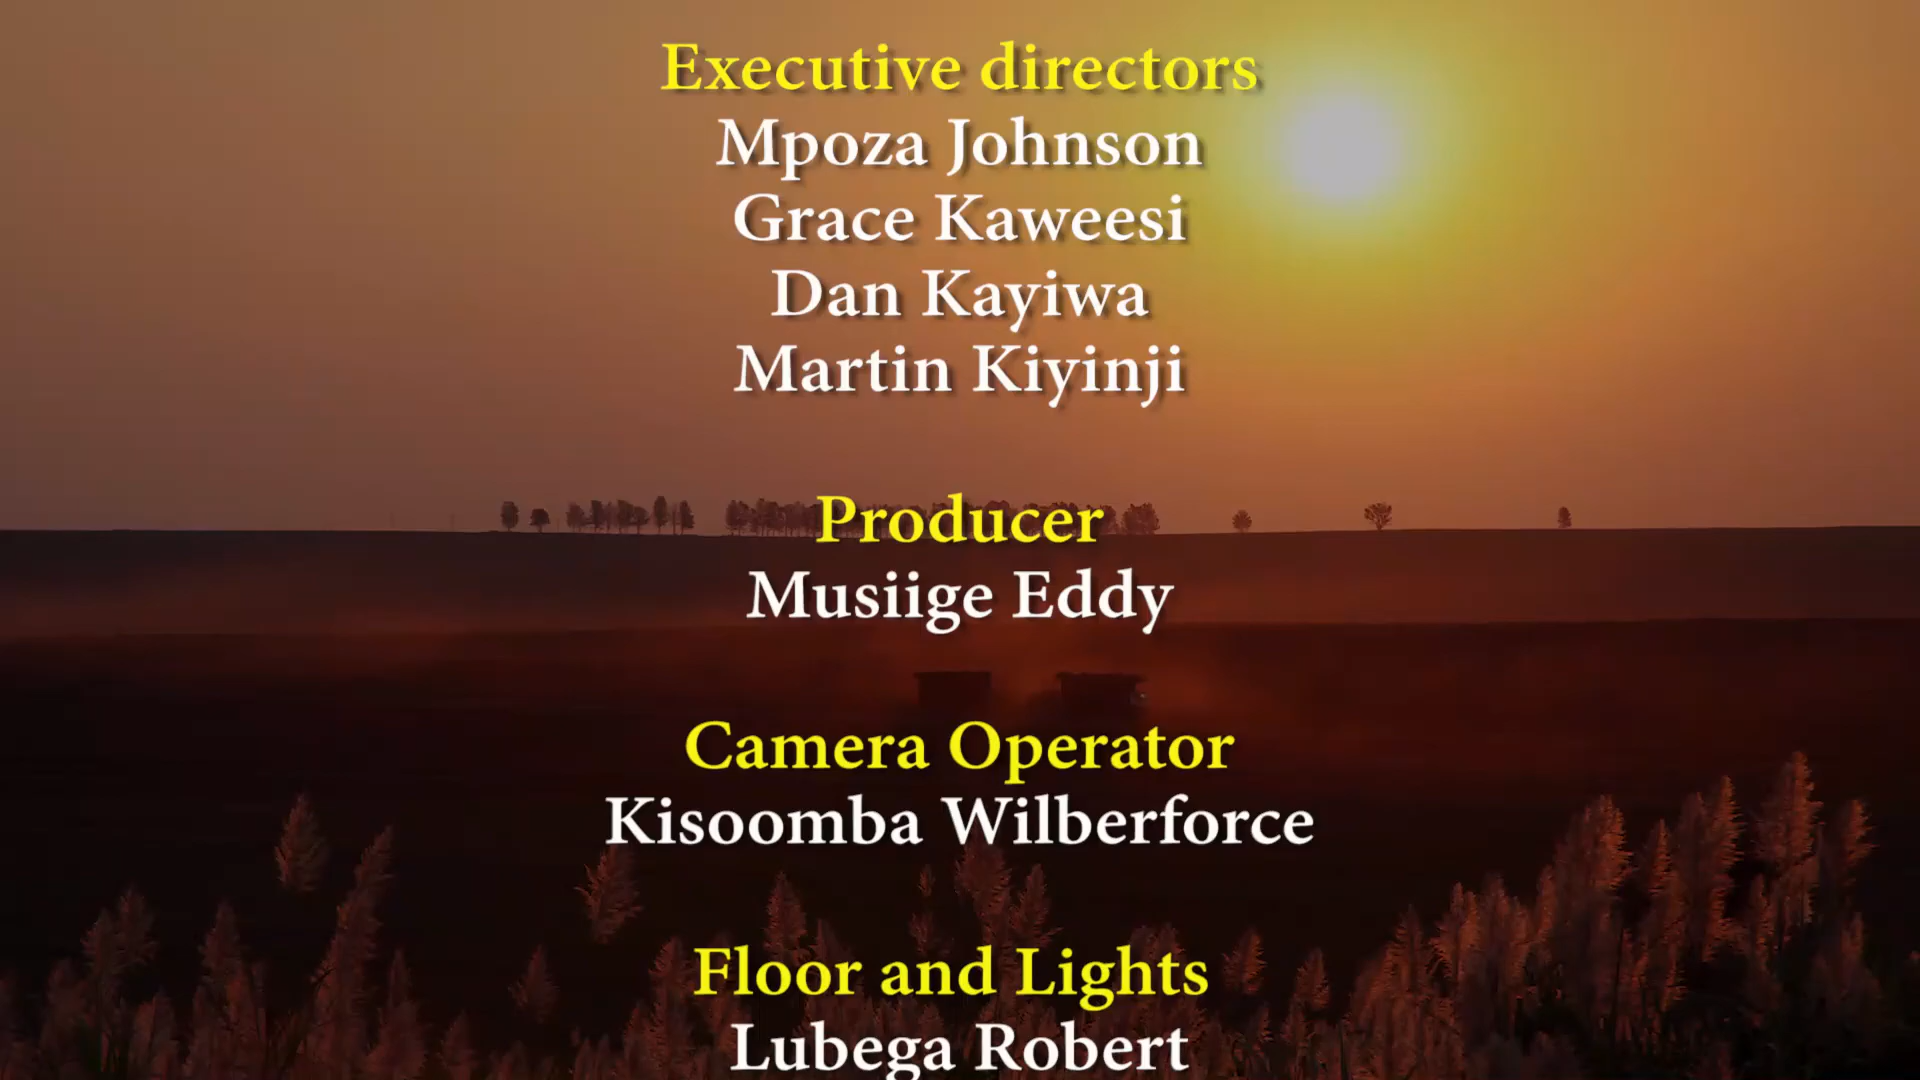 Executive directors
Mpoza Johnson
Grace Kaweesi
Dan Kayiwa
Martin Kiyinji
Producer
Musiige Eddy
Camera Operator
Kisoomba Wilberforce
Floor and Lights
Lubega Robert